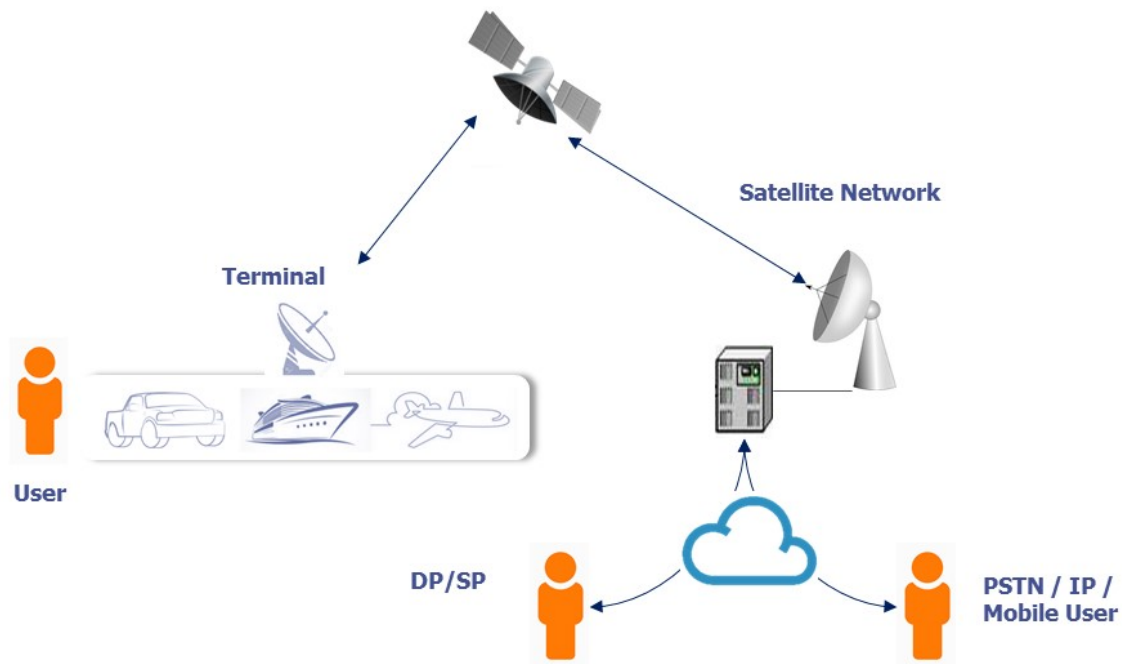 Satellite Network
Terminal
User
DP/SP
PSTN / IP /
Mobile User